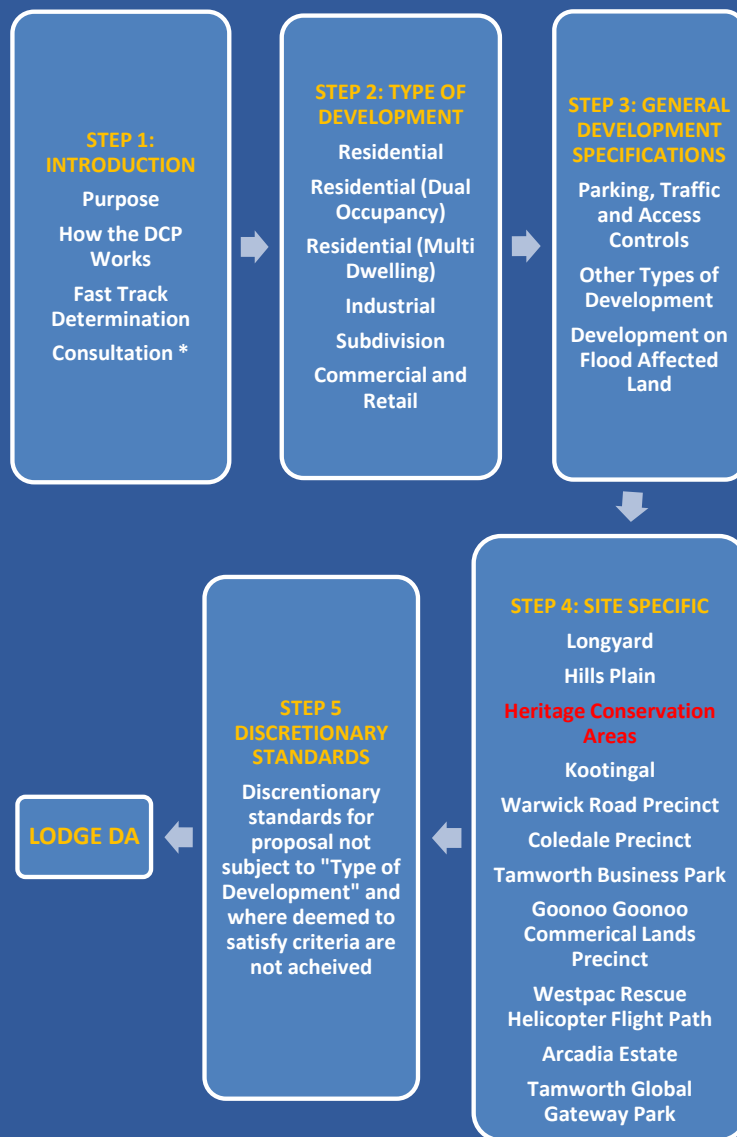 STEP 1:
INTRODUCTION
Purpose
How the DCP
Works
Fast Track
Determination
Consultation *
STEP 2: TYPE OF
DEVELOPMENT
Residential
Residential (Dual
Occupancy)
Residential (Multi
Dwelling)
Industrial
Subdivision
Commercial and
Retail
STEP 3: GENERAL
DEVELOPMENT
SPECIFICATIONS
Parking, Traffic
and Access
Controls
Other Types of
Development
Development on
Flood Affected
Land
STEP 4: SITE SPECIFIC
Longyard
Hills Plain
Heritage Conservation
Areas
Kootingal
Warwick Road Precinct
Coledale Precinct
Tamworth Business Park
Goonoo Goonoo
Commerical Lands
Precinct
Westpac Rescue
Helicopter Flight Path
Arcadia Estate
Tamworth Global
Gateway Park
STEP 5
DISCRETIONARY
STANDARDS
Discrentionary
standards for
proposal not
subject to "Type of
Development" and
where deemed to
satisfy criteria are
not acheived
LODGE DA